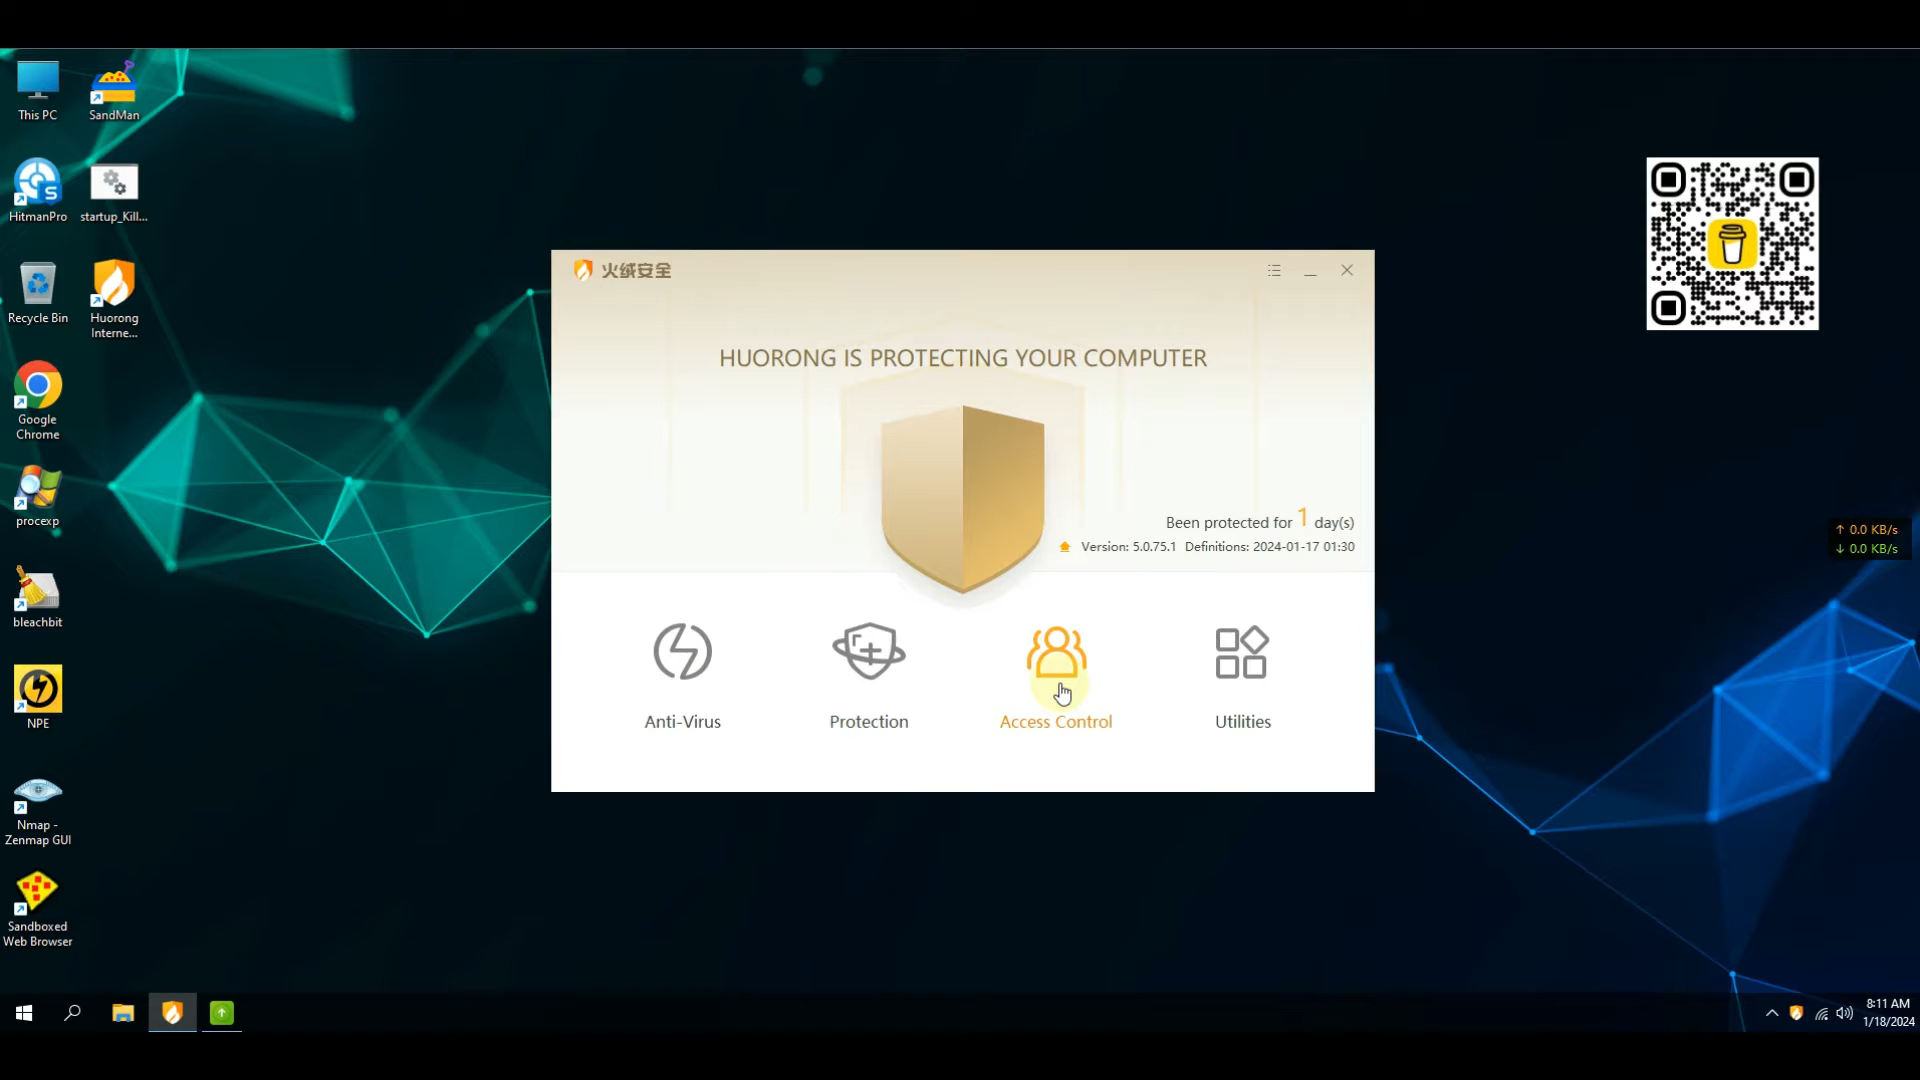 This PC
SandMan
HitmanPro
startup_Kill...
Recycle Bin
Huorong
Interne...
Google
Chrome
procexp
bleachbit
NPE
Nmap -
Zenmap GUI
Sandboxed
Web Browser
火绒安全
HUORONG IS PROTECTING YOUR COMPUTER
Been protected for 1 day(s)
Version: 5.0.75.1 Definitions: 2024-01-17 01:30
Anti-Virus
Protection
Access Control
Utilities
↑ 0.0 KB/s
↓ 0.0 KB/s
8:11 AM
1/18/2024